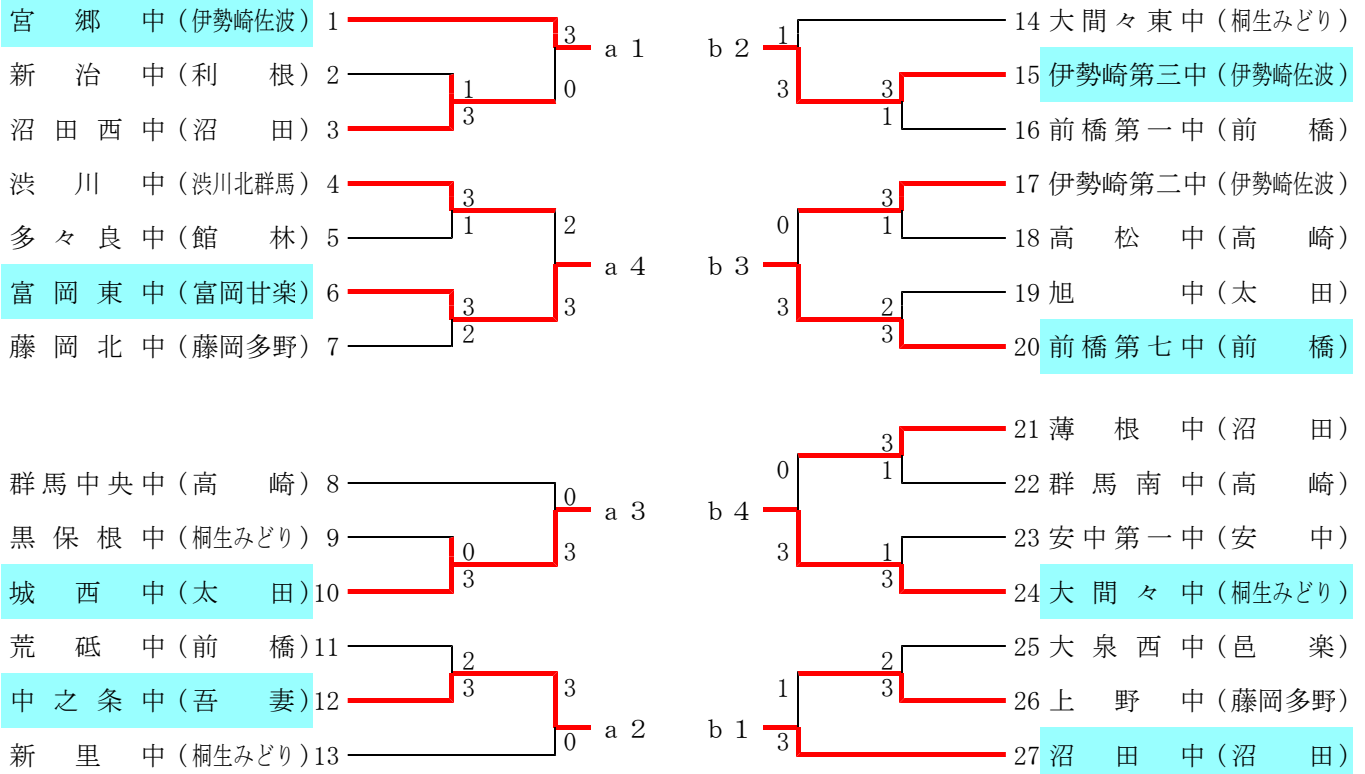 宮郷中(伊勢崎佐波) 1
3
a 1
新治中(利根) 2
1
0
沼田西中(沼田) 3
3
渋川中(渋川北群馬) 4
3
多々良中(館林) 5
1
2
a 4
富岡東中(富岡甘楽) 6
3
3
藤岡北中(藤岡多野) 7
2
群馬中央中(高崎) 8
0
a 3
黒保根中(桐生みどり) 9
0
3
城西中(太田)10
3
荒砥中(前橋)11
2
中之条中(吾妻)12
3
3
a 2
新里中(桐生みどり)13
0
14 大間々東中(桐生みどり)
1
b 2
15 伊勢崎第三中(伊勢崎佐波)
3
3
16 前橋第一中(前橋)
1
17 伊勢崎第二中(伊勢崎佐波)
3
18 高松中(高崎)
1
0
b 3
19 旭中(太田)
2
3
20 前橋第七中(前橋)
3
21 薄根中(沼田)
3
22 群馬南中(高崎)
1
0
b 4
23 安中第一中(安中)
1
3
24 大間々中(桐生みどり)
3
25 大泉西中(邑楽)
2
26 上野中(藤岡多野)
3
1
b 1
27 沼田中(沼田)
3